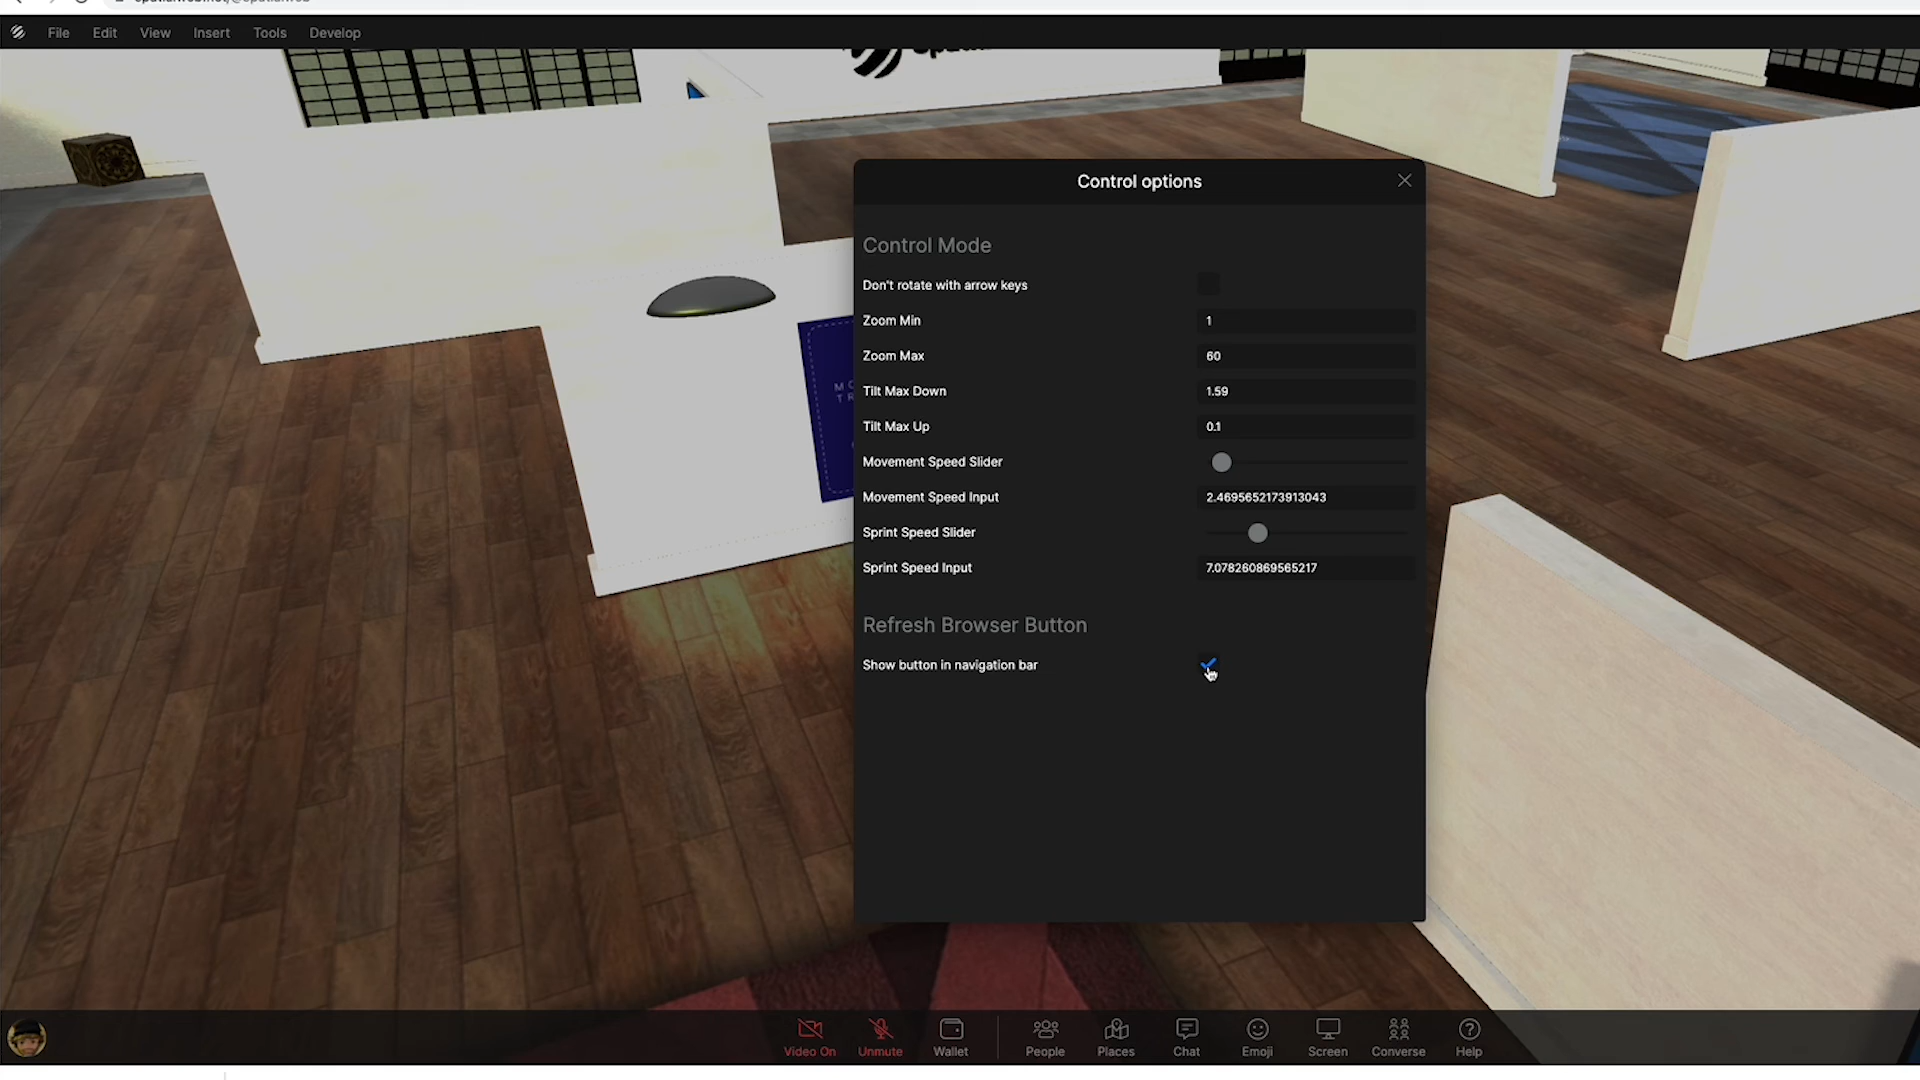 File Edit View Insert Tools Develop
Control options
Control Mode
Don't rotate with arrow keys
Zoom Min 1
Zoom Max 60
Tilt Max Down 1.59
Tilt Max Up 0.1
Movement Speed Slider
Movement Speed Input 2.4695652173913043
Sprint Speed Slider
Sprint Speed Input 7.078260869565217
Refresh Browser Button
Show button in navigation bar
Video On Unmute Wallet People Places Chat Emoji Screen Converse Help